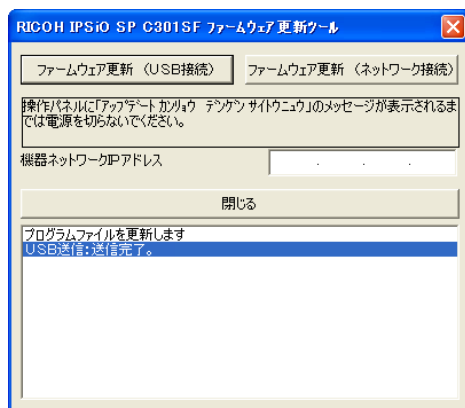 RICOH IPSiO SP C301SF ファームウェア更新ツール
ファームウェア更新 （USB接続） ファームウェア更新 （ネットワーク接続）
操作パネルに「アップデート カンリョウ　デンゲン サイトニュウ」のメッセージが表示されるま
では電源を切らないでください。
機器ネットワークIPアドレス . . .
閉じる
プログラムファイルを更新します
USB送信:送信完了。